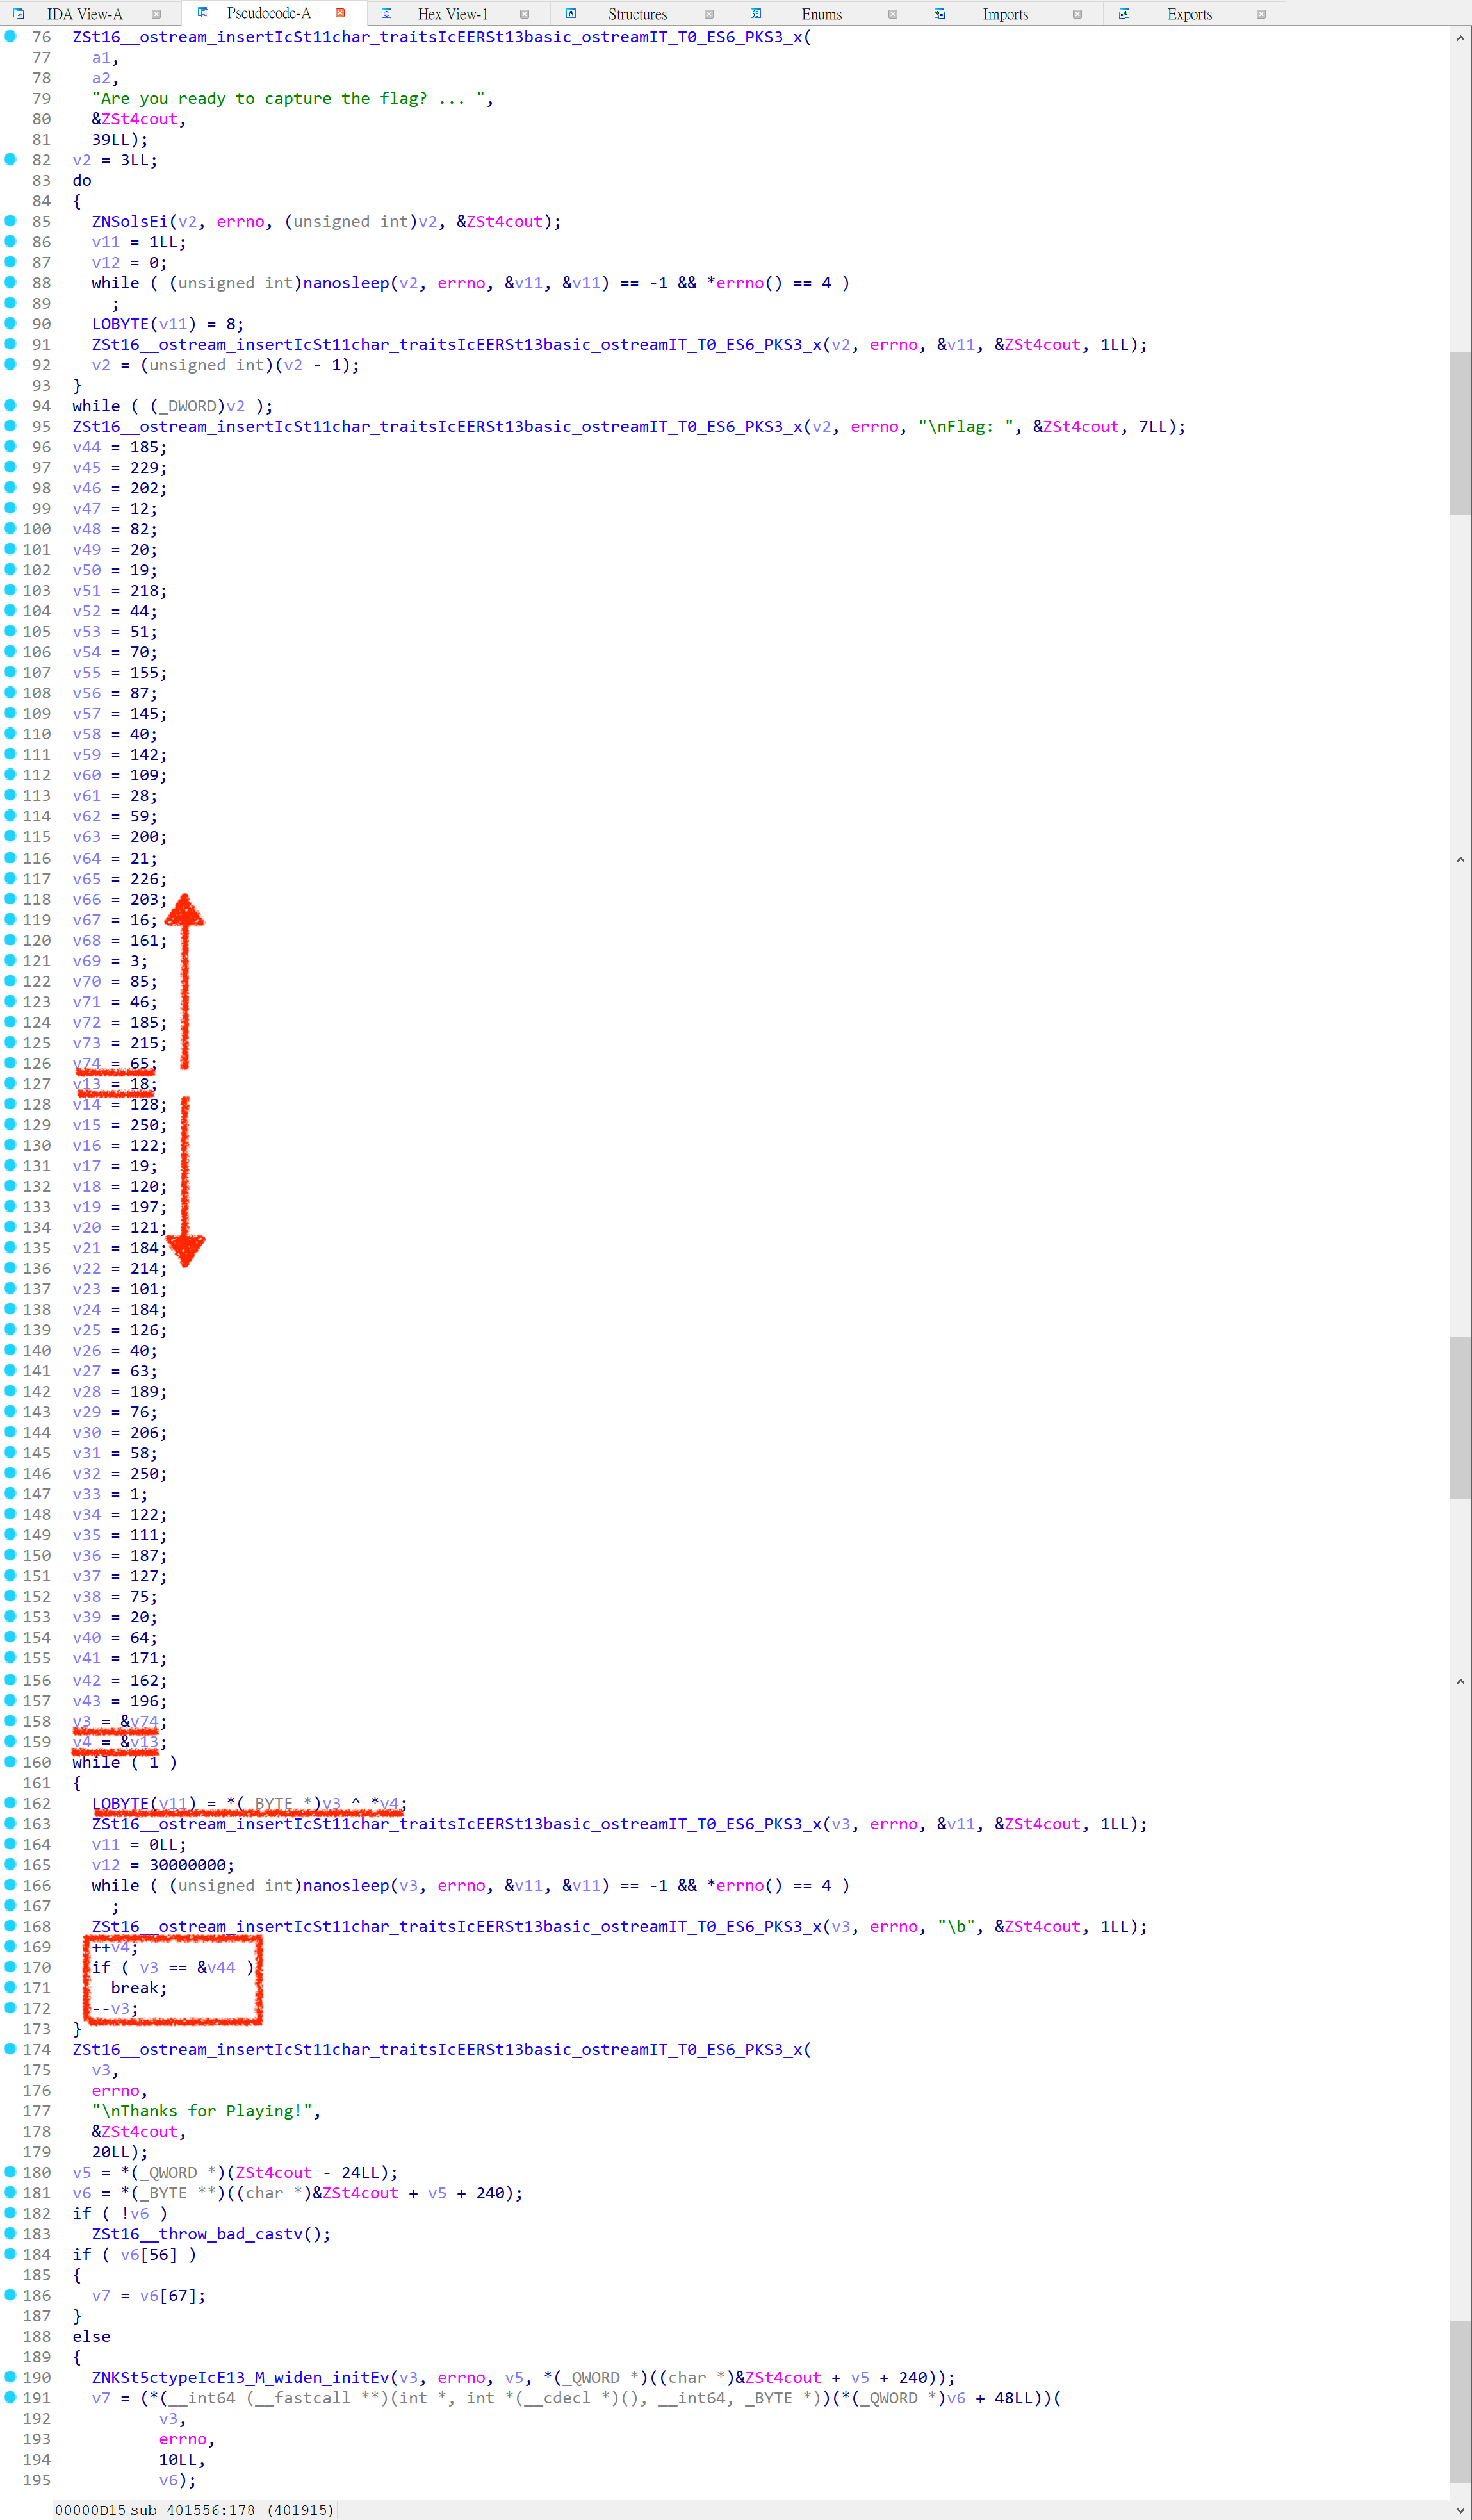 IDA View-A Pseudocode-A Hex View-1 Structures Enums Imports Exports
76 ZSt16__ostream_insertIcSt11char_traitsIcEERSt13basic_ostreamIT_T0_ES6_PKS3_x(
77 a1,
78 a2,
79 "Are you ready to capture the flag? ... ",
80 &ZSt4cout,
81 39LL);
82 v2 = 3LL;
83 do
84 {
85 ZNSolsEi(v2, errno, (unsigned int)v2, &ZSt4cout);
86 v11 = 1LL;
87 v12 = 0;
88 while ( (unsigned int)nanosleep(v2, errno, &v11, &v11) == -1 && *errno() == 4 )
89 ;
90 LOBYTE(v11) = 8;
91 ZSt16__ostream_insertIcSt11char_traitsIcEERSt13basic_ostreamIT_T0_ES6_PKS3_x(v2, errno, &v11, &ZSt4cout, 1LL);
92 v2 = (unsigned int)(v2 - 1);
93 }
94 while ( (_DWORD)v2 );
95 ZSt16__ostream_insertIcSt11char_traitsIcEERSt13basic_ostreamIT_T0_ES6_PKS3_x(v2, errno, "\nFlag: ", &ZSt4cout, 7LL);
96 v44 = 185;
97 v45 = 229;
98 v46 = 202;
99 v47 = 12;
100 v48 = 82;
101 v49 = 20;
102 v50 = 19;
103 v51 = 218;
104 v52 = 44;
105 v53 = 51;
106 v54 = 70;
107 v55 = 155;
108 v56 = 87;
109 v57 = 145;
110 v58 = 40;
111 v59 = 142;
112 v60 = 109;
113 v61 = 28;
114 v62 = 59;
115 v63 = 200;
116 v64 = 21;
117 v65 = 226;
118 v66 = 203;
119 v67 = 16;
120 v68 = 161;
121 v69 = 3;
122 v70 = 85;
123 v71 = 46;
124 v72 = 185;
125 v73 = 215;
126 v74 = 65;
127 v13 = 18;
128 v14 = 128;
129 v15 = 250;
130 v16 = 122;
131 v17 = 19;
132 v18 = 120;
133 v19 = 197;
134 v20 = 121;
135 v21 = 184;
136 v22 = 214;
137 v23 = 101;
138 v24 = 184;
139 v25 = 126;
140 v26 = 40;
141 v27 = 63;
142 v28 = 189;
143 v29 = 76;
144 v30 = 206;
145 v31 = 58;
146 v32 = 250;
147 v33 = 1;
148 v34 = 122;
149 v35 = 111;
150 v36 = 187;
151 v37 = 127;
152 v38 = 75;
153 v39 = 20;
154 v40 = 64;
155 v41 = 171;
156 v42 = 162;
157 v43 = 196;
158 v3 = &v74;
159 v4 = &v13;
160 while ( 1 )
161 {
162 LOBYTE(v11) = *(_BYTE *)v3 ^ *v4;
163 ZSt16__ostream_insertIcSt11char_traitsIcEERSt13basic_ostreamIT_T0_ES6_PKS3_x(v3, errno, &v11, &ZSt4cout, 1LL);
164 v11 = 0LL;
165 v12 = 30000000;
166 while ( (unsigned int)nanosleep(v3, errno, &v11, &v11) == -1 && *errno() == 4 )
167 ;
168 ZSt16__ostream_insertIcSt11char_traitsIcEERSt13basic_ostreamIT_T0_ES6_PKS3_x(v3, errno, "\b", &ZSt4cout, 1LL);
169 ++v4;
170 if ( v3 == &v44 )
171 break;
172 --v3;
173 }
174 ZSt16__ostream_insertIcSt11char_traitsIcEERSt13basic_ostreamIT_T0_ES6_PKS3_x(
175 v3,
176 errno,
177 "\nThanks for Playing!",
178 &ZSt4cout,
179 20LL);
180 v5 = *(_QWORD *)(ZSt4cout - 24LL);
181 v6 = *(_BYTE **)((char *)&ZSt4cout + v5 + 240);
182 if ( !v6 )
183 ZSt16__throw_bad_castv();
184 if ( v6[56] )
185 {
186 v7 = v6[67];
187 }
188 else
189 {
190 ZNKSt5ctypeIcE13_M_widen_initEv(v3, errno, v5, *(_QWORD *)((char *)&ZSt4cout + v5 + 240));
191 v7 = (*(__int64 (__fastcall **)(int *, int *(__cdecl *)(), __int64, _BYTE *))(*(_QWORD *)v6 + 48LL))(
192 v3,
193 errno,
194 10LL,
195 v6);
00000D15 sub_401556:178 (401915)